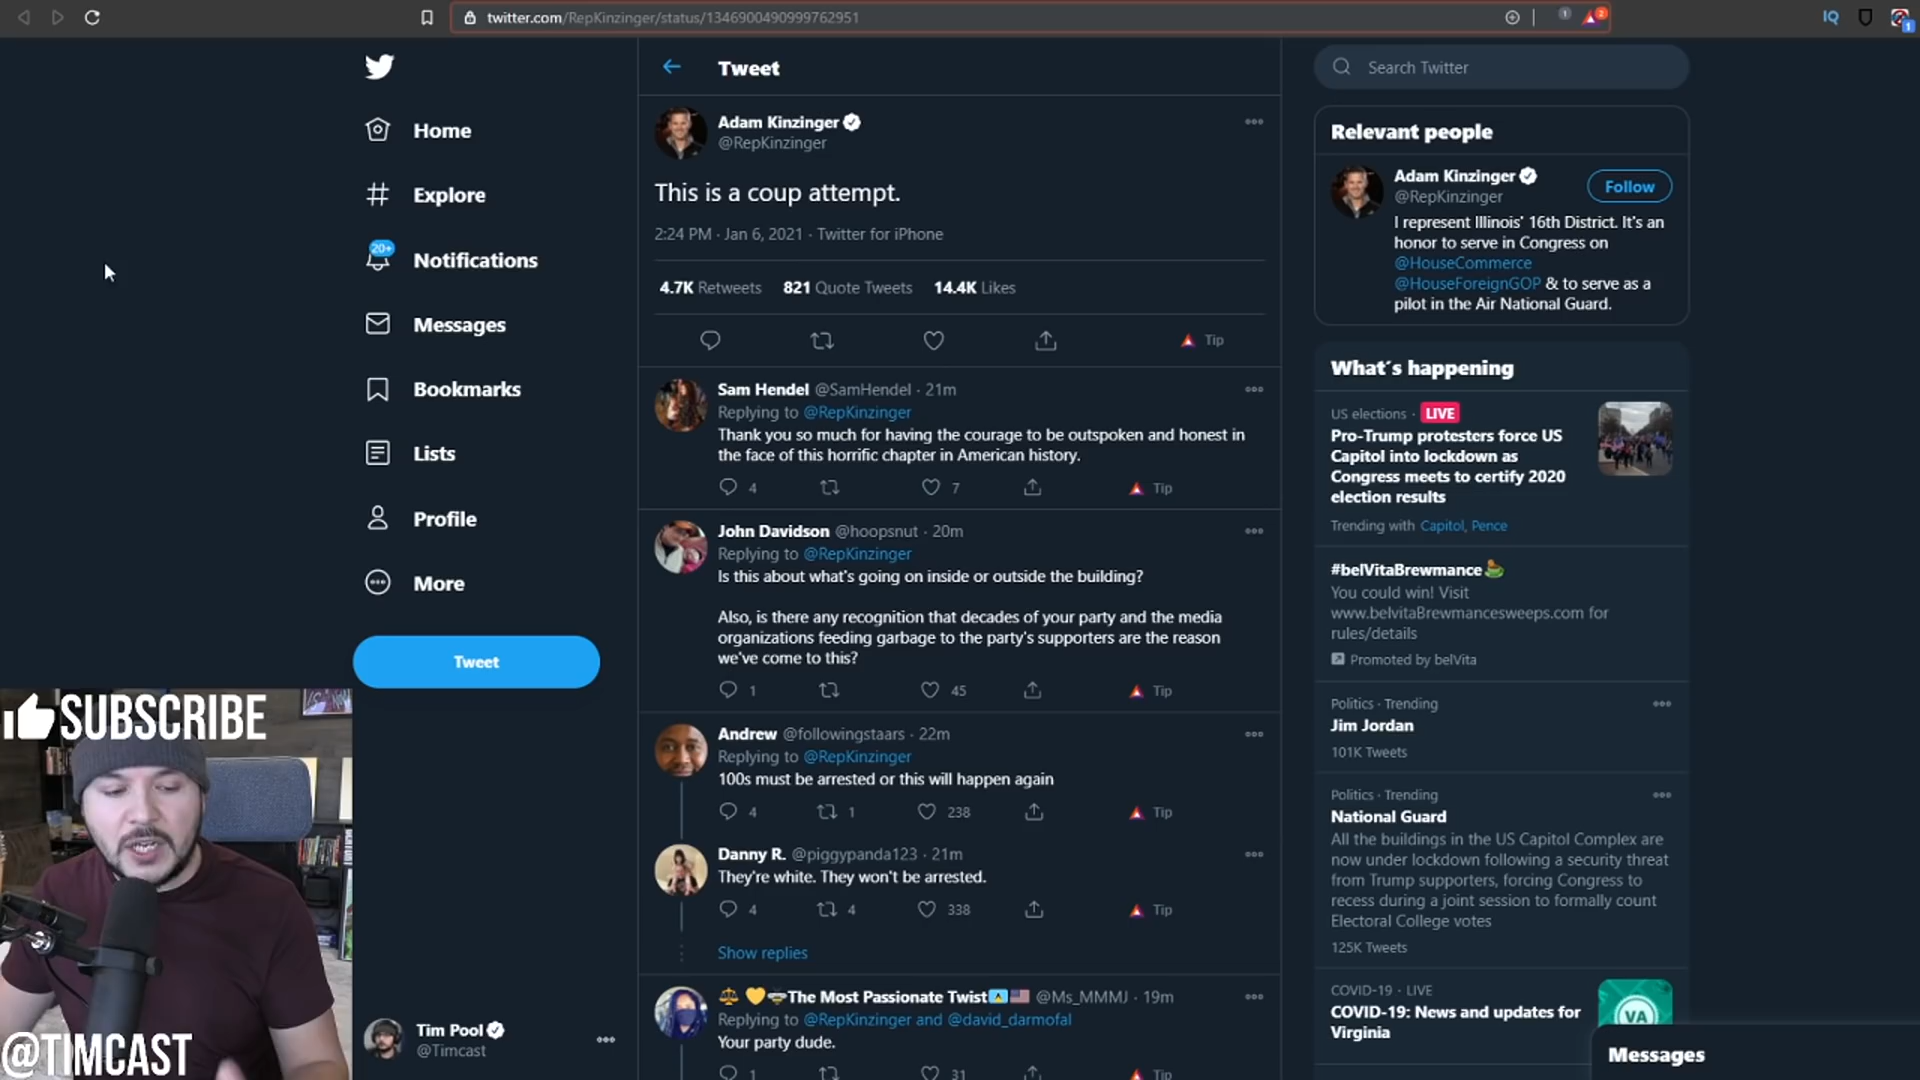 twitter.com/RepKinzinger/status/1346900490999762951
1
2
IQ
1
Home
Explore
20+
Notifications
Messages
Bookmarks
Lists
Profile
More
Tweet
Tim Pool
@Timcast
SUBSCRIBE
@TIMCAST
Tweet
Adam Kinzinger
@RepKinzinger
This is a coup attempt.
2:24 PM · Jan 6, 2021 · Twitter for iPhone
4.7K Retweets 821 Quote Tweets 14.4K Likes
Tip
Sam Hendel @SamHendel · 21m
Replying to @RepKinzinger
Thank you so much for having the courage to be outspoken and honest in
the face of this horrific chapter in American history.
4 7 Tip
John Davidson @hoopsnut · 20m
Replying to @RepKinzinger
Is this about what's going on inside or outside the building?
Also, is there any recognition that decades of your party and the media
organizations feeding garbage to the party's supporters are the reason
we've come to this?
1 45 Tip
Andrew @followingstaars · 22m
Replying to @RepKinzinger
100s must be arrested or this will happen again
4 1 238 Tip
Danny R. @piggypanda123 · 21m
They're white. They won't be arrested.
4 4 338 Tip
Show replies
The Most Passionate Twist @Ms_MMMJ · 19m
Replying to @RepKinzinger and @david_darmofal
Your party dude.
1 31 Tip
Search Twitter
Relevant people
Adam Kinzinger
@RepKinzinger
Follow
I represent Illinois' 16th District. It's an
honor to serve in Congress on
@HouseCommerce
@HouseForeignGOP & to serve as a
pilot in the Air National Guard.
What's happening
US elections · LIVE
Pro-Trump protesters force US
Capitol into lockdown as
Congress meets to certify 2020
election results
Trending with Capitol, Pence
#belVitaBrewmance
You could win! Visit
www.belvitaBrewmancesweeps.com for
rules/details
Promoted by belVita
Politics · Trending
Jim Jordan
101K Tweets
Politics · Trending
National Guard
All the buildings in the US Capitol Complex are
now under lockdown following a security threat
from Trump supporters, forcing Congress to
recess during a joint session to formally count
Electoral College votes
125K Tweets
COVID-19 · LIVE
COVID-19: News and updates for
Virginia
VA
Messages